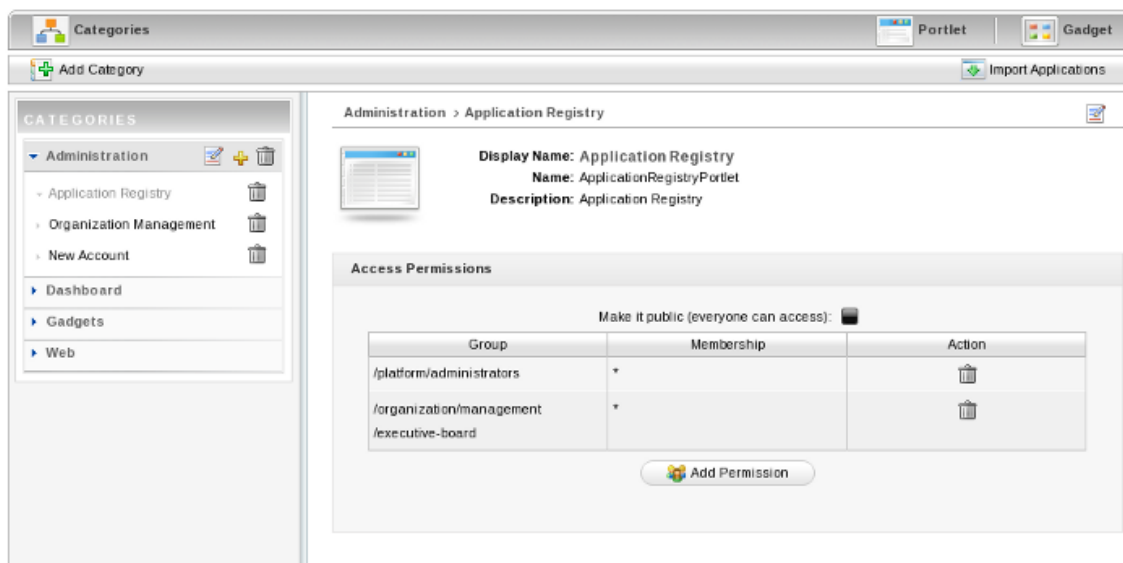 Categories
Portlet
Gadget
Add Category
Import Applications
CATEGORIES
Administration
Application Registry
Organization Management
New Account
Dashboard
Gadgets
Web
Administration > Application Registry
Display Name: Application Registry
Name: ApplicationRegistryPortlet
Description: Application Registry
Access Permissions
Make it public (everyone can access):
Group Membership Action
/platform/administrators *
/organization/management *
/executive-board
Add Permission